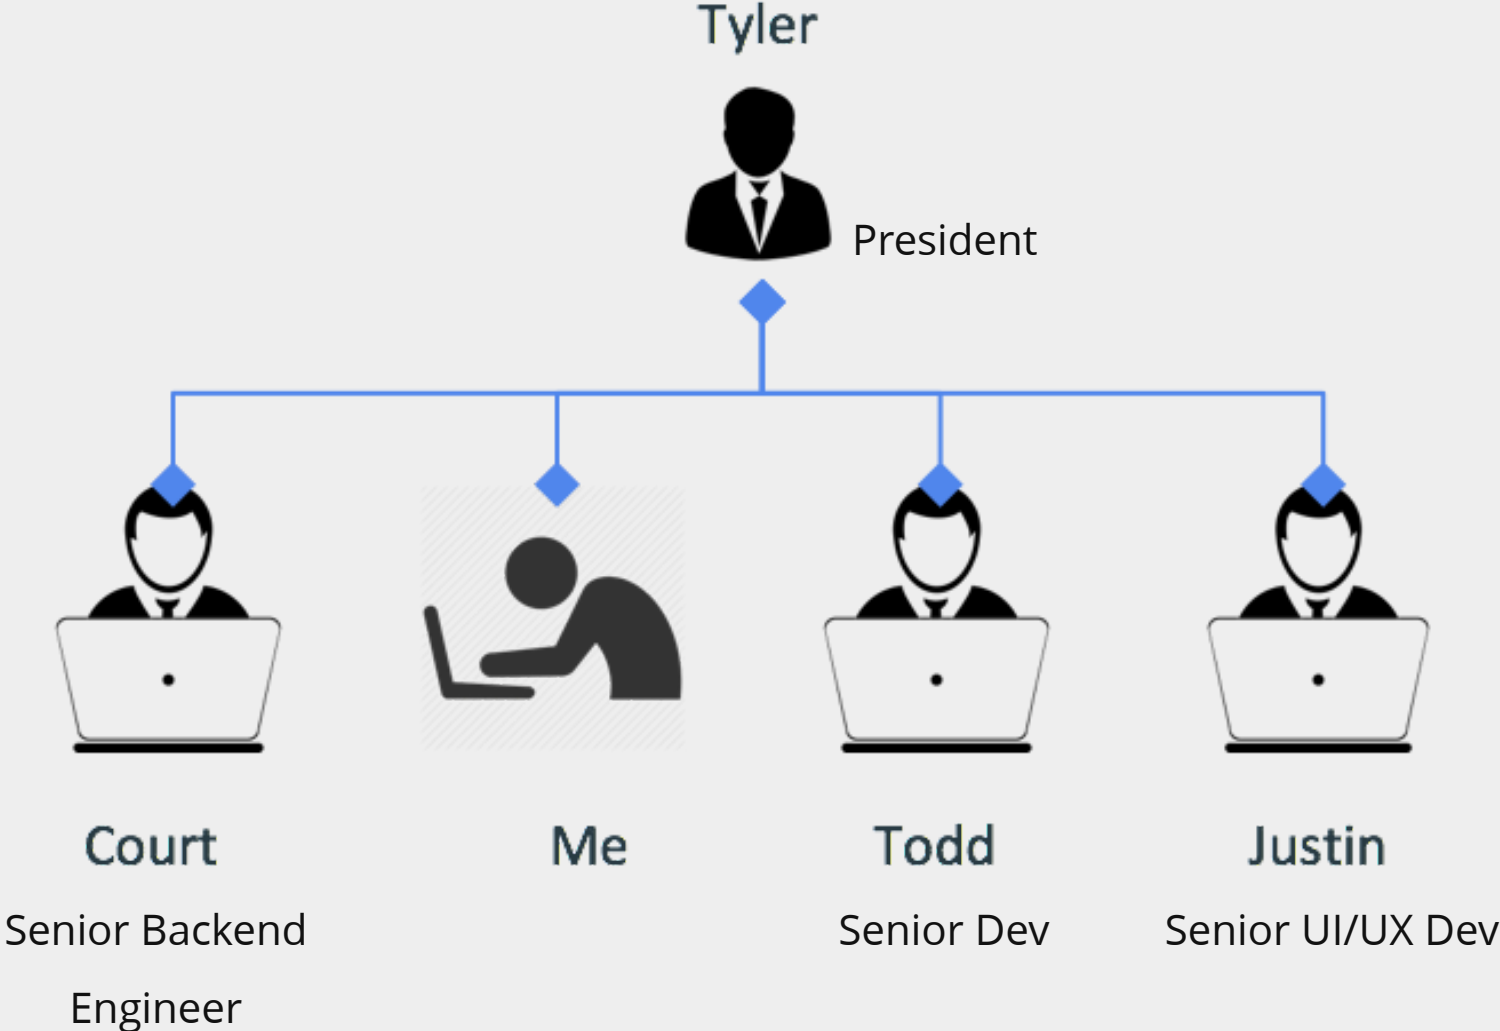 Tyler
President
Court
Me
Todd
Justin
Senior Backend
Engineer
Senior Dev
Senior UI/UX Dev